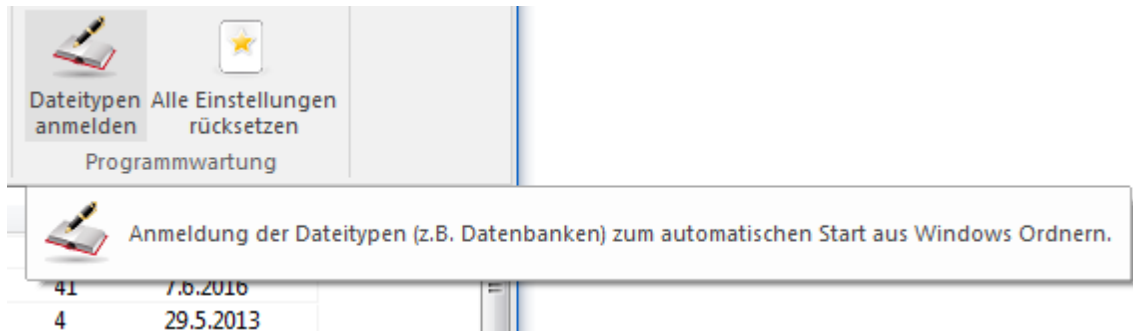 Dateitypen Alle Einstellungen
anmelden rücksetzen
Programmwartung
Anmeldung der Dateitypen (z.B. Datenbanken) zum automatischen Start aus Windows Ordnern.
41 7.6.2016
4 29.5.2013